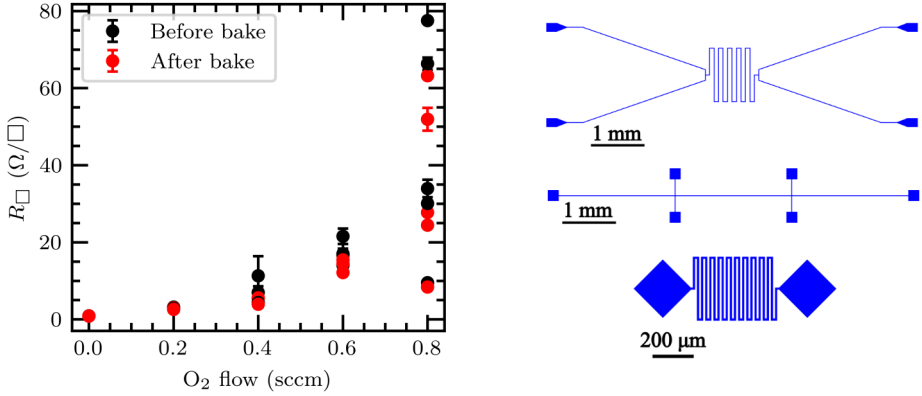 80
60
40
20
0
R□ (Ω/□)
Before bake
After bake
0.0 0.2 0.4 0.6 0.8
O₂ flow (sccm)
1 mm
1 mm
200 μm